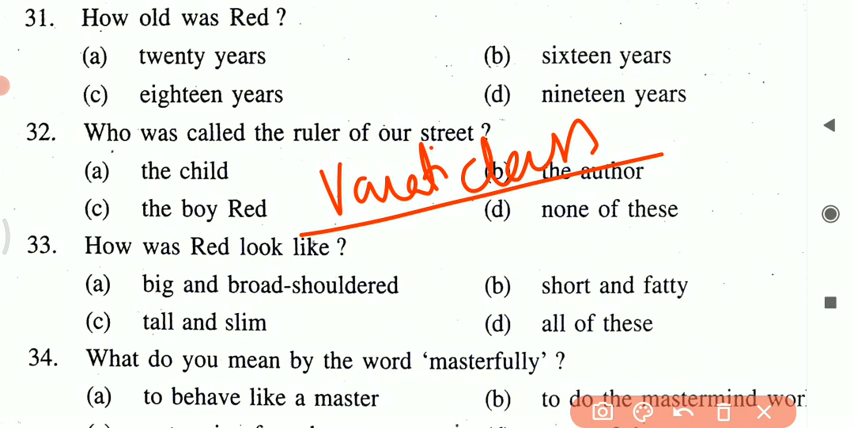 31. How old was Red ?
(a) twenty years (b) sixteen years
(c) eighteen years (d) nineteen years
32. Who was called the ruler of our street ?
(a) the child (b) the author
(c) the boy Red (d) none of these
33. How was Red look like ?
(a) big and broad-shouldered (b) short and fatty
(c) tall and slim (d) all of these
34. What do you mean by the word ‘masterfully’ ?
(a) to behave like a master (b) to do the mastermind wor